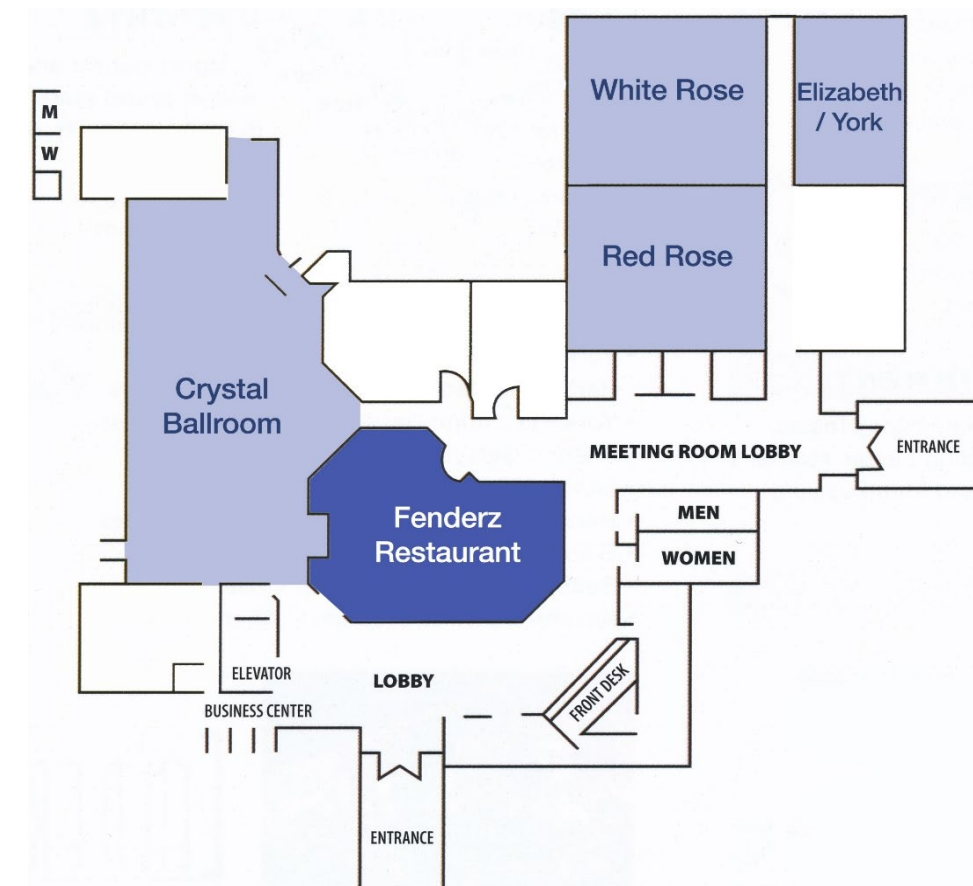 M
W
White Rose
Elizabeth
/ York
Red Rose
Crystal
Ballroom
MEETING ROOM LOBBY
ENTRANCE
Fenderz
Restaurant
MEN
WOMEN
ELEVATOR
LOBBY
FRONT DESK
BUSINESS CENTER
ENTRANCE